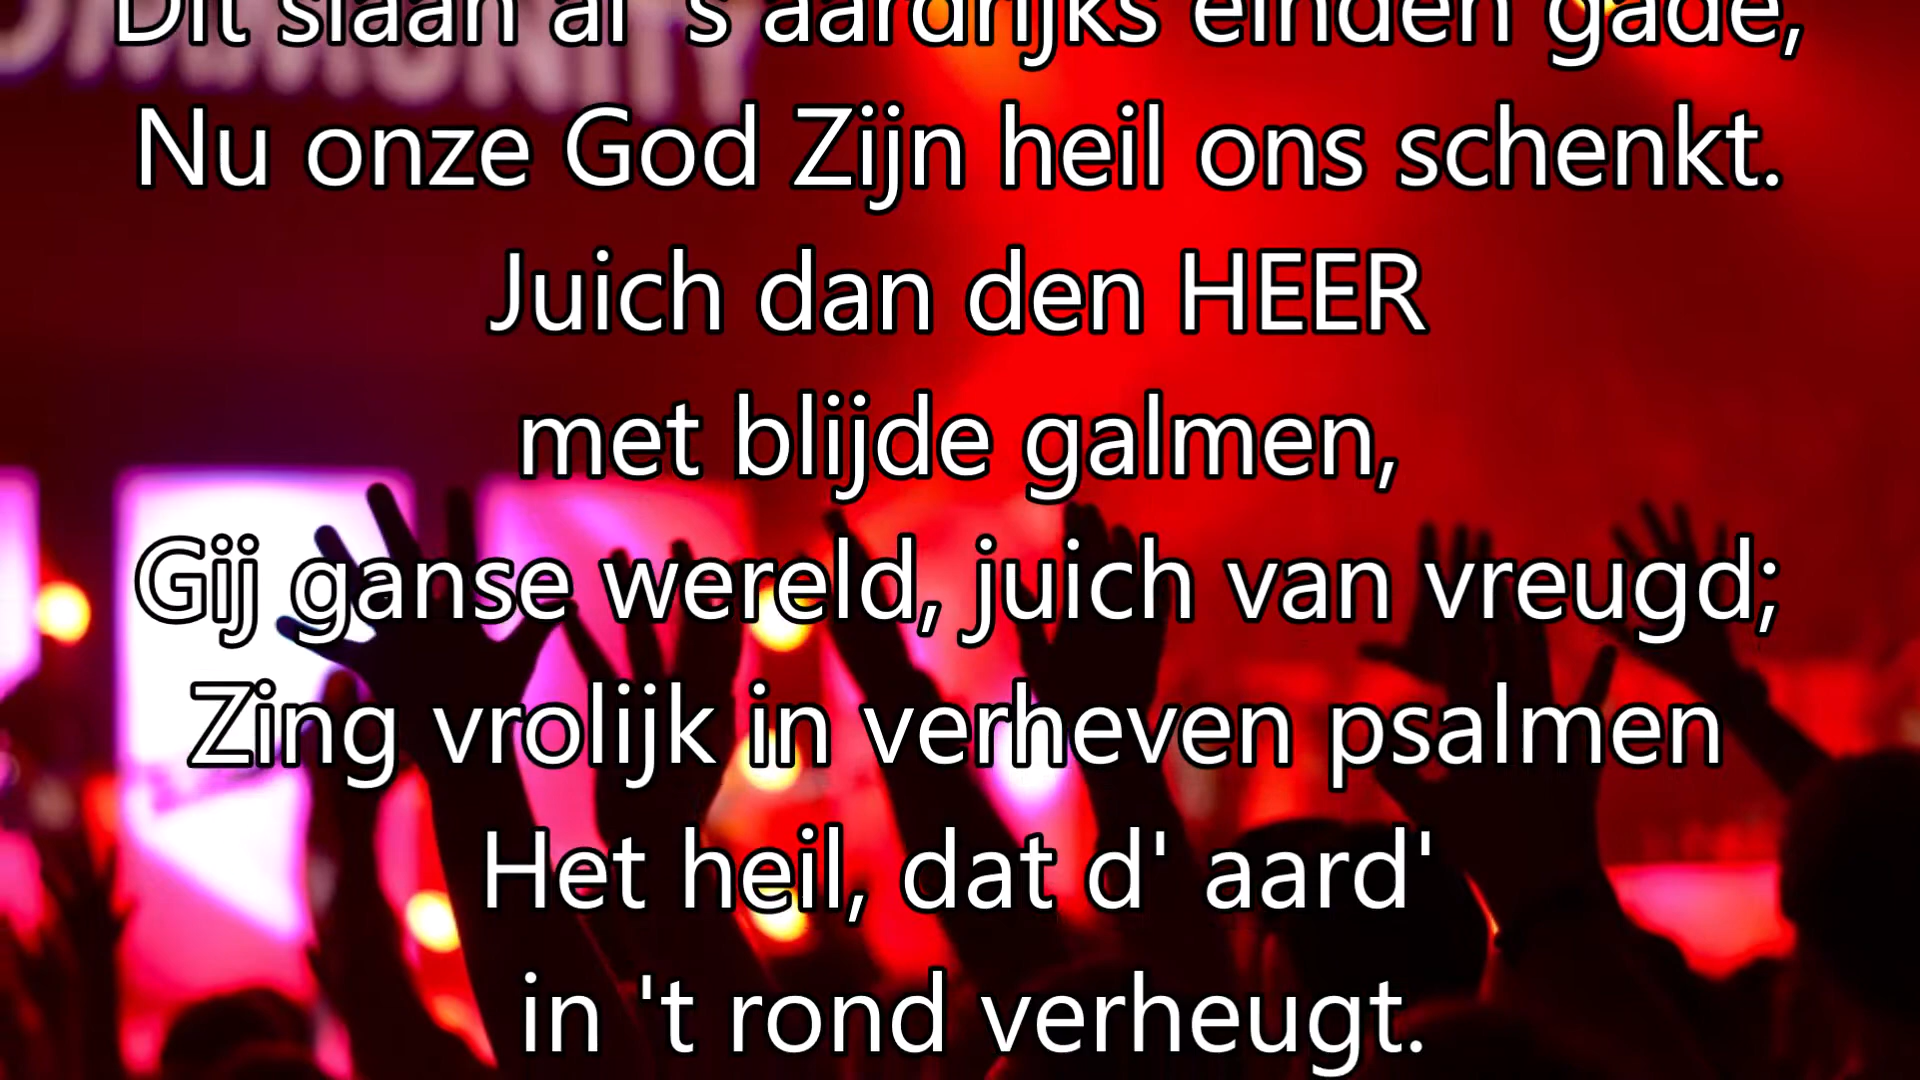 Dit slaan al 's aardrijks einden gade,
Nu onze God Zijn heil ons schenkt.
Juich dan den HEER
met blijde galmen,
Gij ganse wereld, juich van vreugd;
Zing vrolijk in verheven psalmen
Het heil, dat d' aard'
in 't rond verheugt.